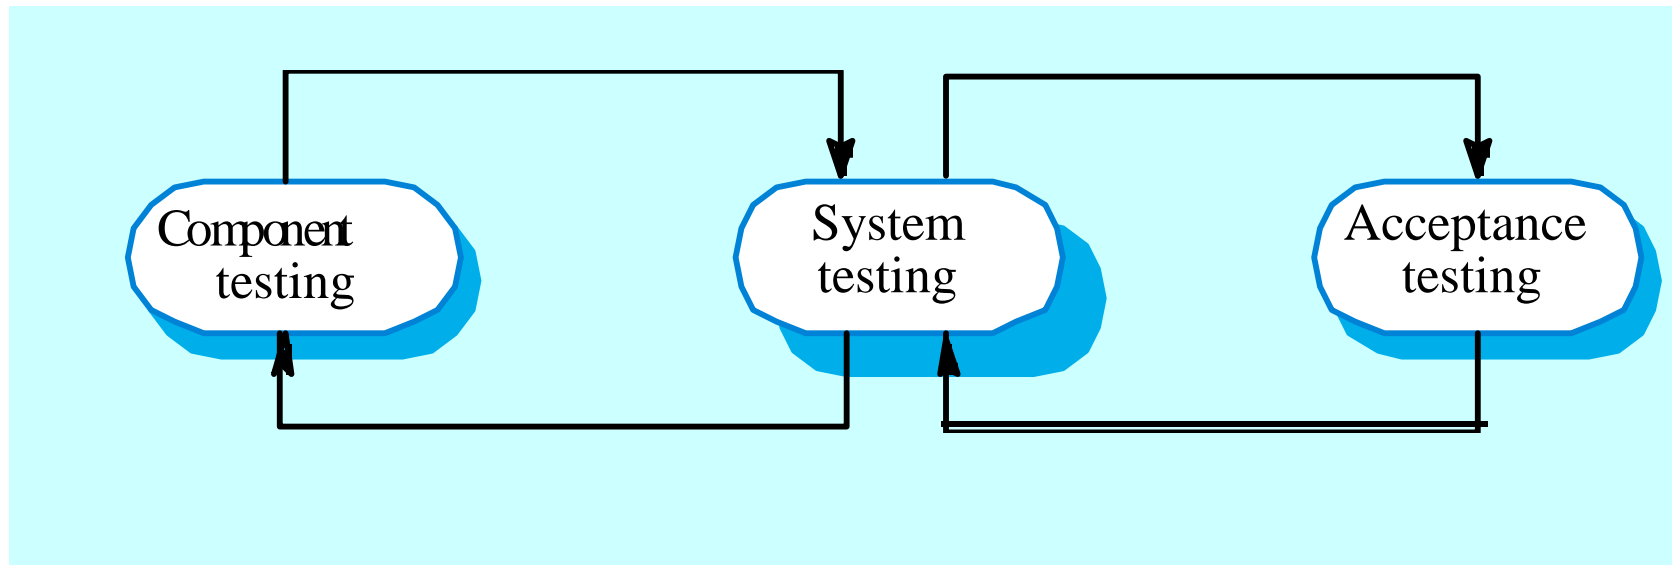 Component
testing
System
testing
Acceptance
testing